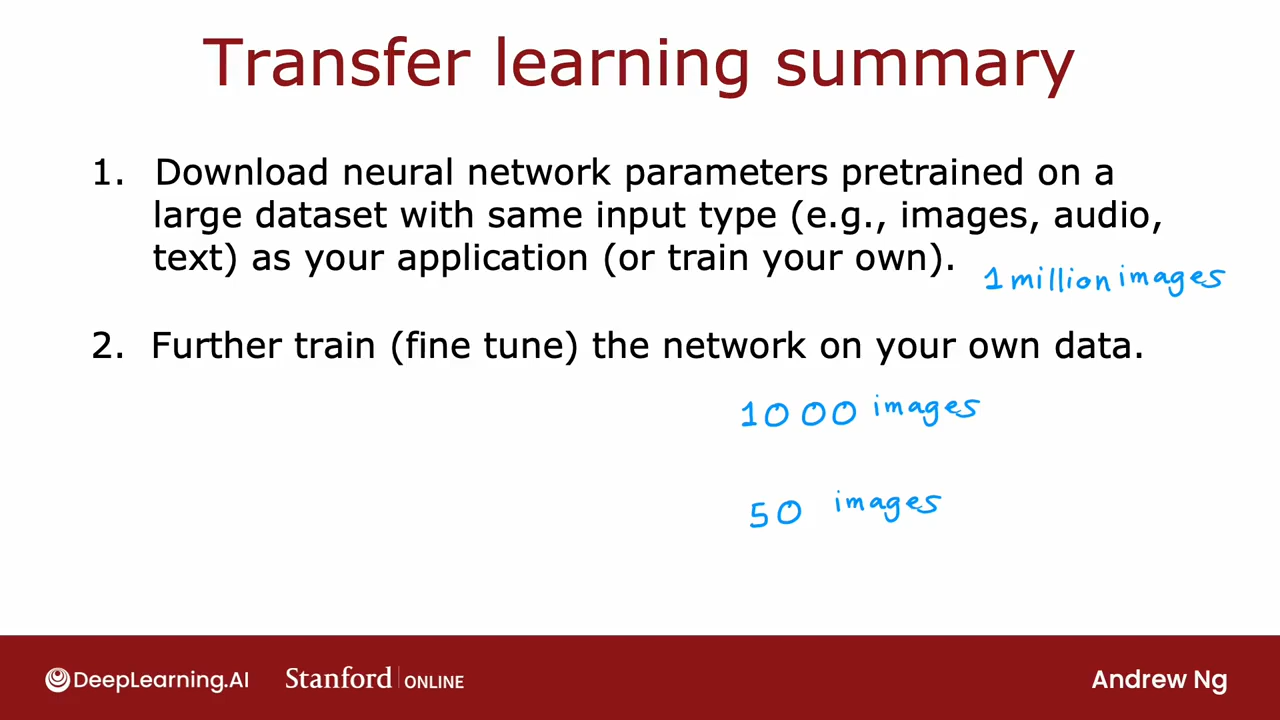 Transfer learning summary
1. Download neural network parameters pretrained on a
large dataset with same input type (e.g., images, audio,
text) as your application (or train your own).
1 million images
2. Further train (fine tune) the network on your own data.
1000 images
50 images
DeepLearning.AI Stanford ONLINE Andrew Ng